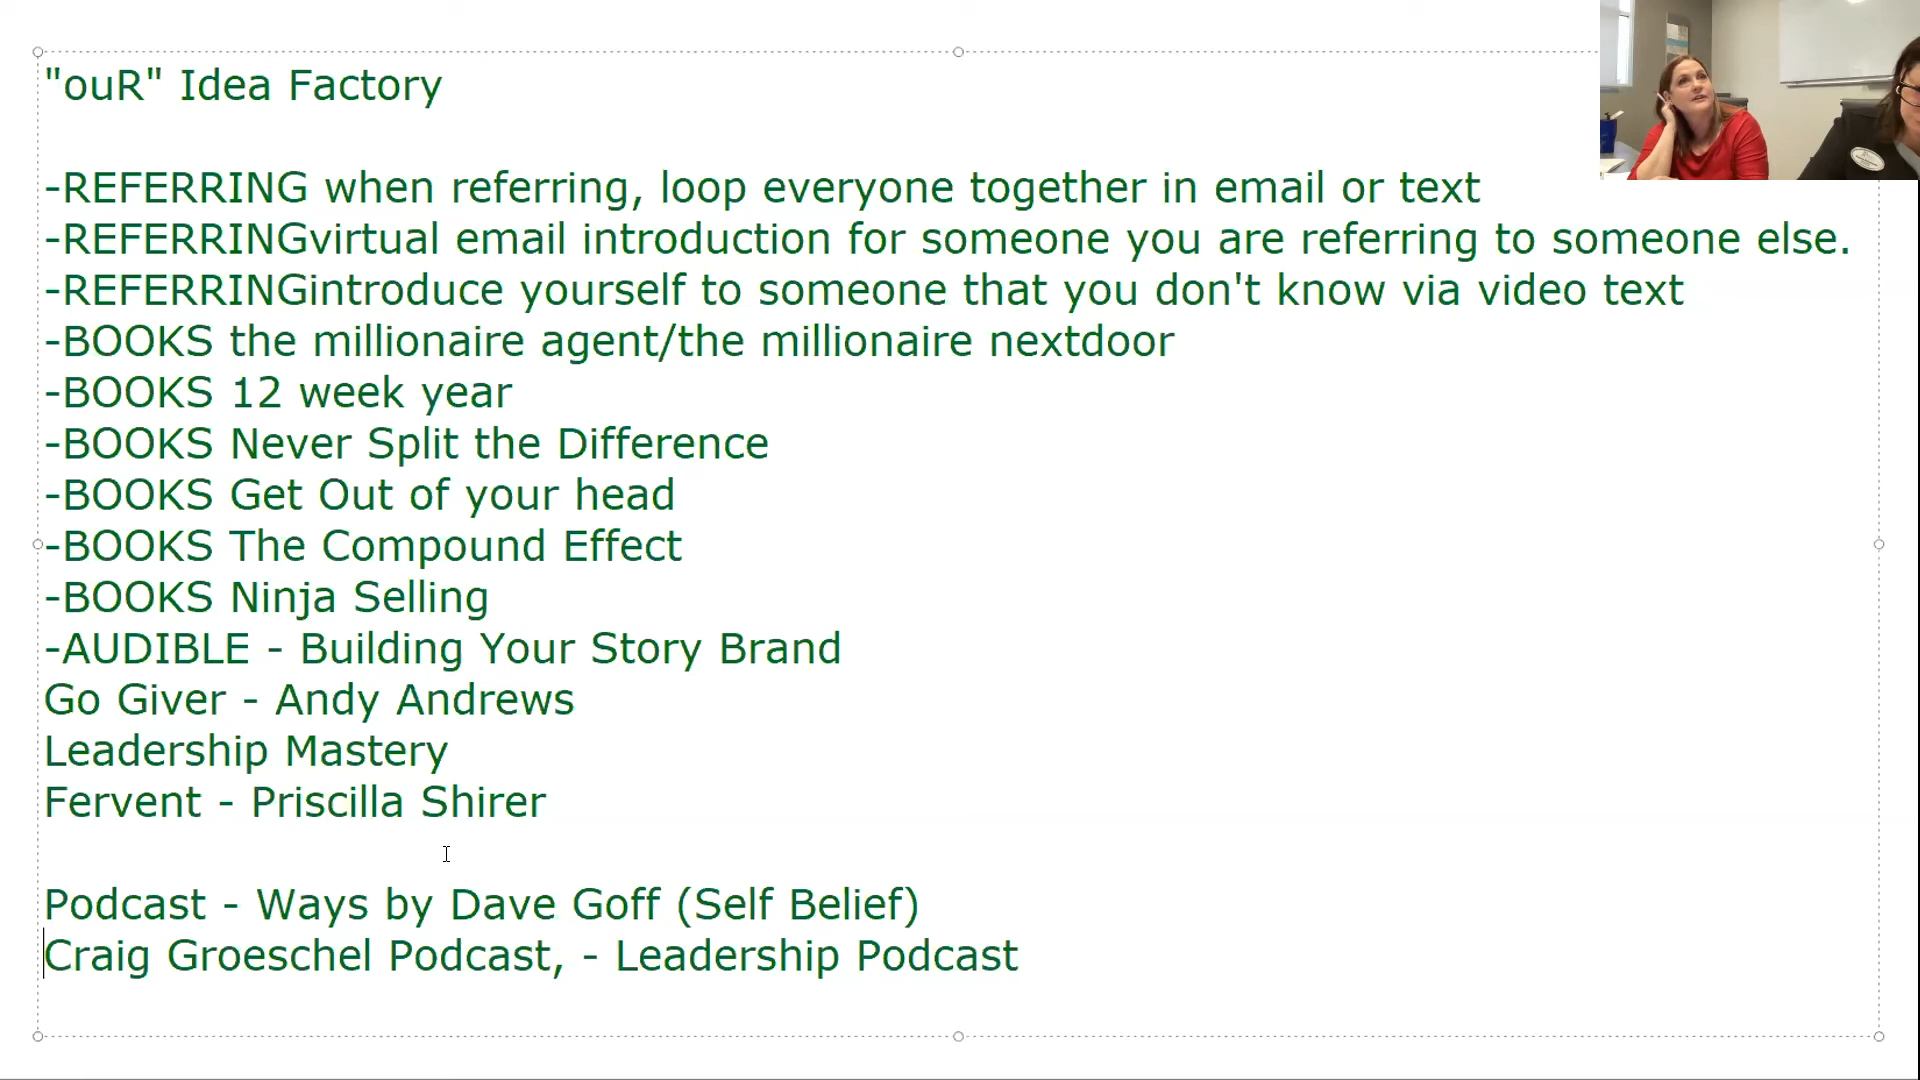 "ouR" Idea Factory
-REFERRING when referring, loop everyone together in email or text
-REFERRINGvirtual email introduction for someone you are referring to someone else.
-REFERRINGintroduce yourself to someone that you don't know via video text
-BOOKS the millionaire agent/the millionaire nextdoor
-BOOKS 12 week year
-BOOKS Never Split the Difference
-BOOKS Get Out of your head
-BOOKS The Compound Effect
-BOOKS Ninja Selling
-AUDIBLE - Building Your Story Brand
Go Giver - Andy Andrews
Leadership Mastery
Fervent - Priscilla Shirer
Podcast - Ways by Dave Goff (Self Belief)
Craig Groeschel Podcast, - Leadership Podcast